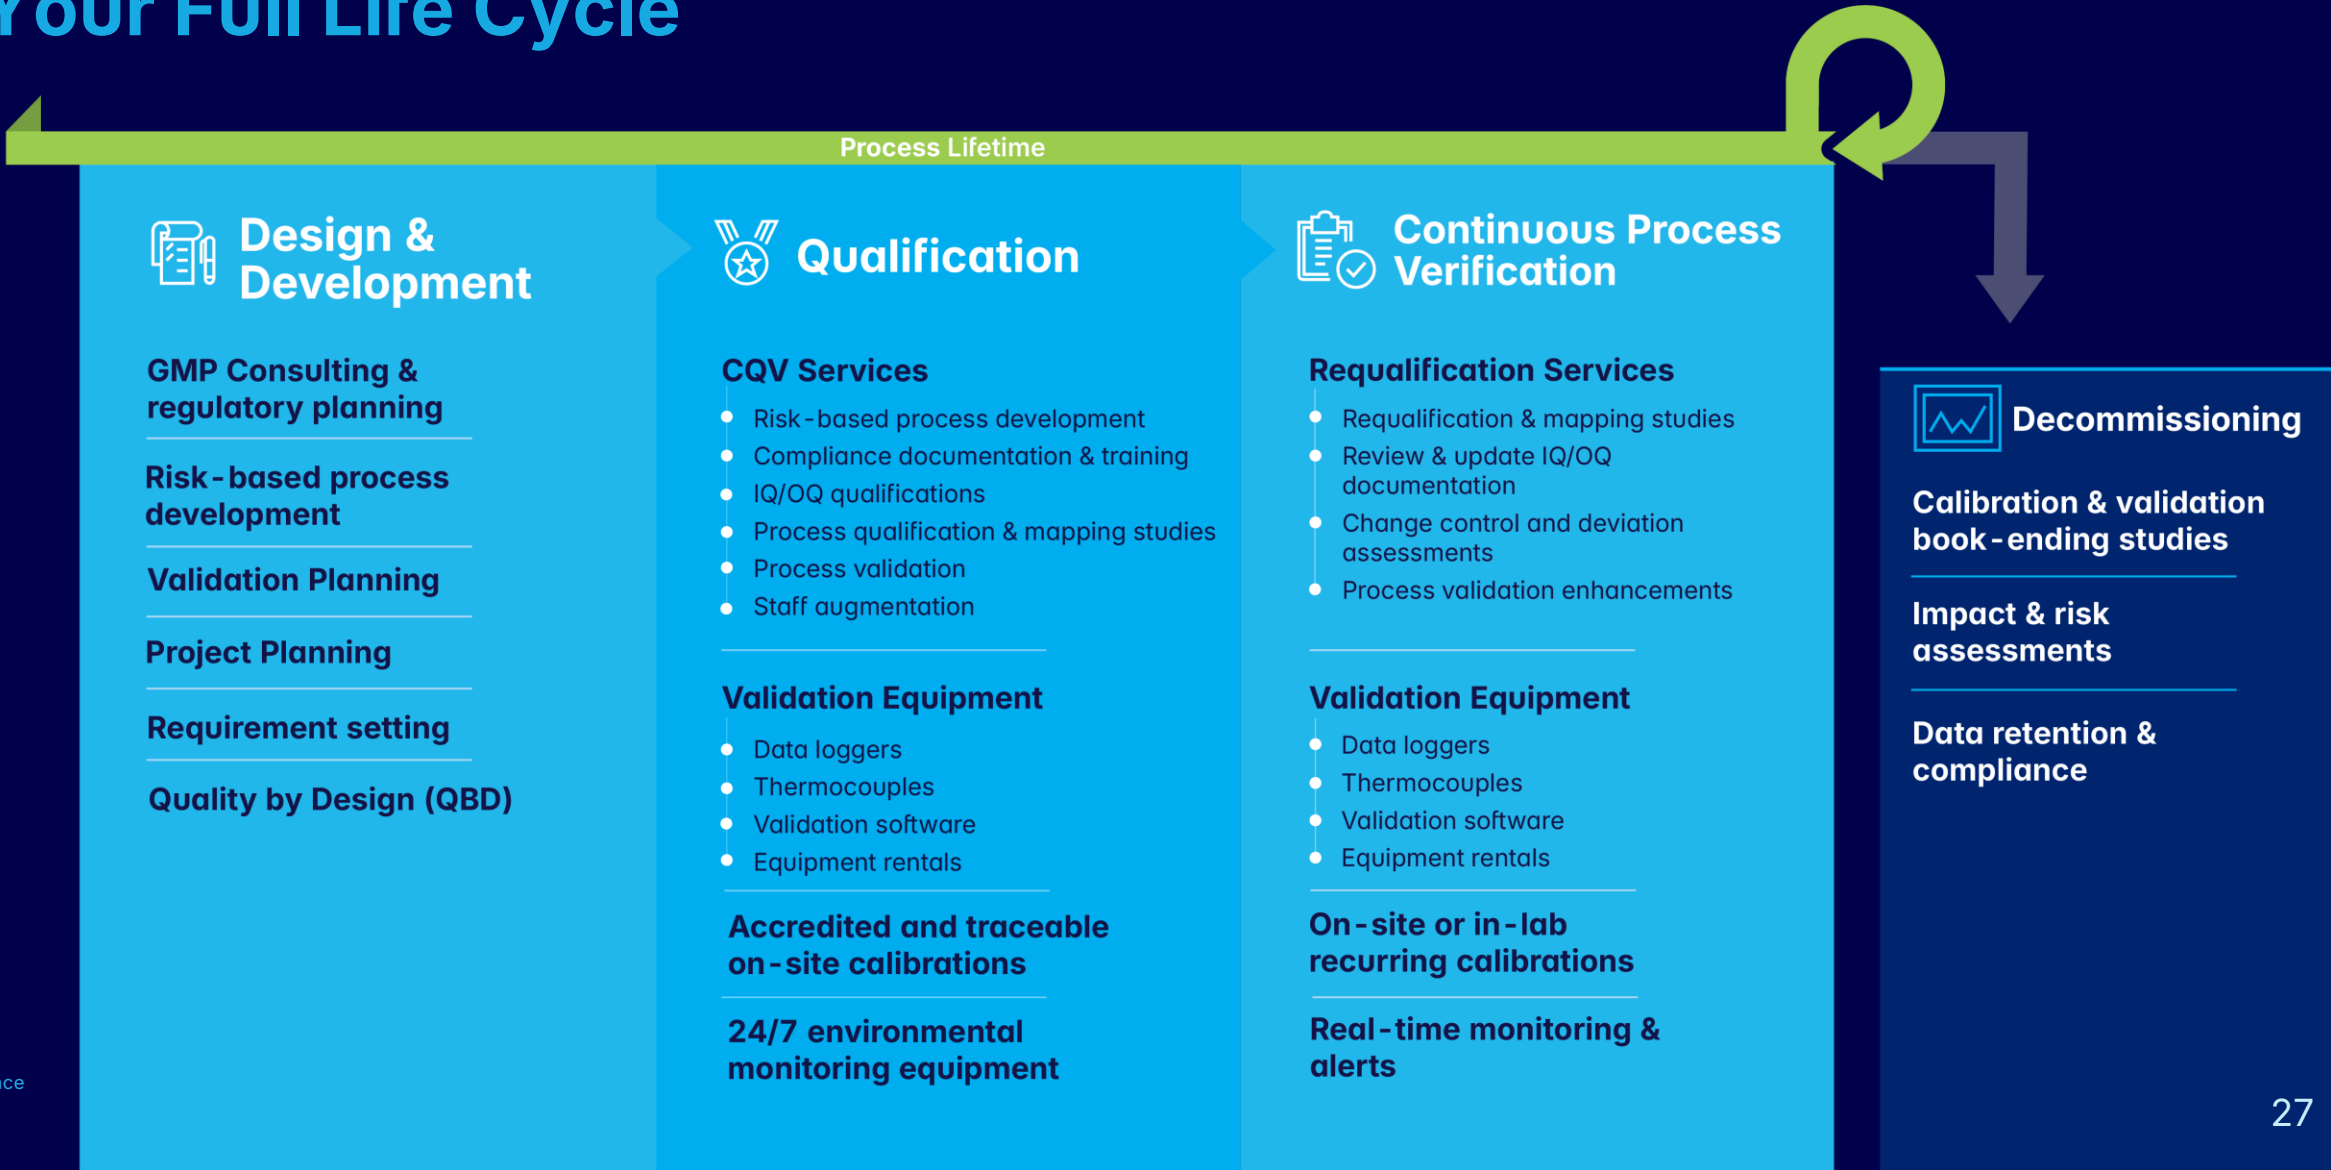 Your Full Life Cycle
Process Lifetime
Design &
Development
GMP Consulting &
regulatory planning
Risk-based process
development
Validation Planning
Project Planning
Requirement setting
Quality by Design (QBD)
Qualification
CQV Services
Risk-based process development
Compliance documentation & training
IQ/OQ qualifications
Process qualification & mapping studies
Process validation
Staff augmentation
Validation Equipment
Data loggers
Thermocouples
Validation software
Equipment rentals
Accredited and traceable
on-site calibrations
24/7 environmental
monitoring equipment
Continuous Process
Verification
Requalification Services
Requalification & mapping studies
Review & update IQ/OQ
documentation
Change control and deviation
assessments
Process validation enhancements
Validation Equipment
Data loggers
Thermocouples
Validation software
Equipment rentals
On-site or in-lab
recurring calibrations
Real-time monitoring &
alerts
Decommissioning
Calibration & validation
book-ending studies
Impact & risk
assessments
Data retention &
compliance
27